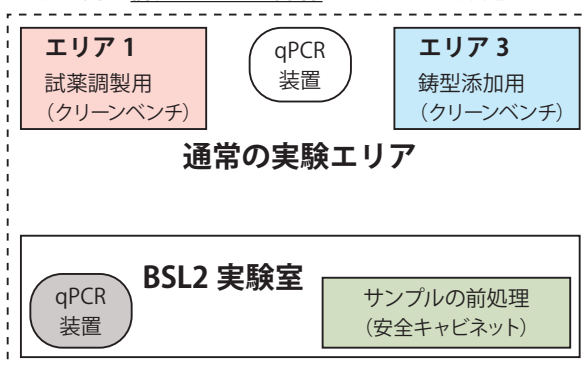 エリア 1
試薬調製用
（クリーンベンチ）
qPCR
装置
エリア 3
鋳型添加用
（クリーンベンチ）
通常の実験エリア
BSL2 実験室
qPCR
装置
サンプルの前処理
（安全キャビネット）